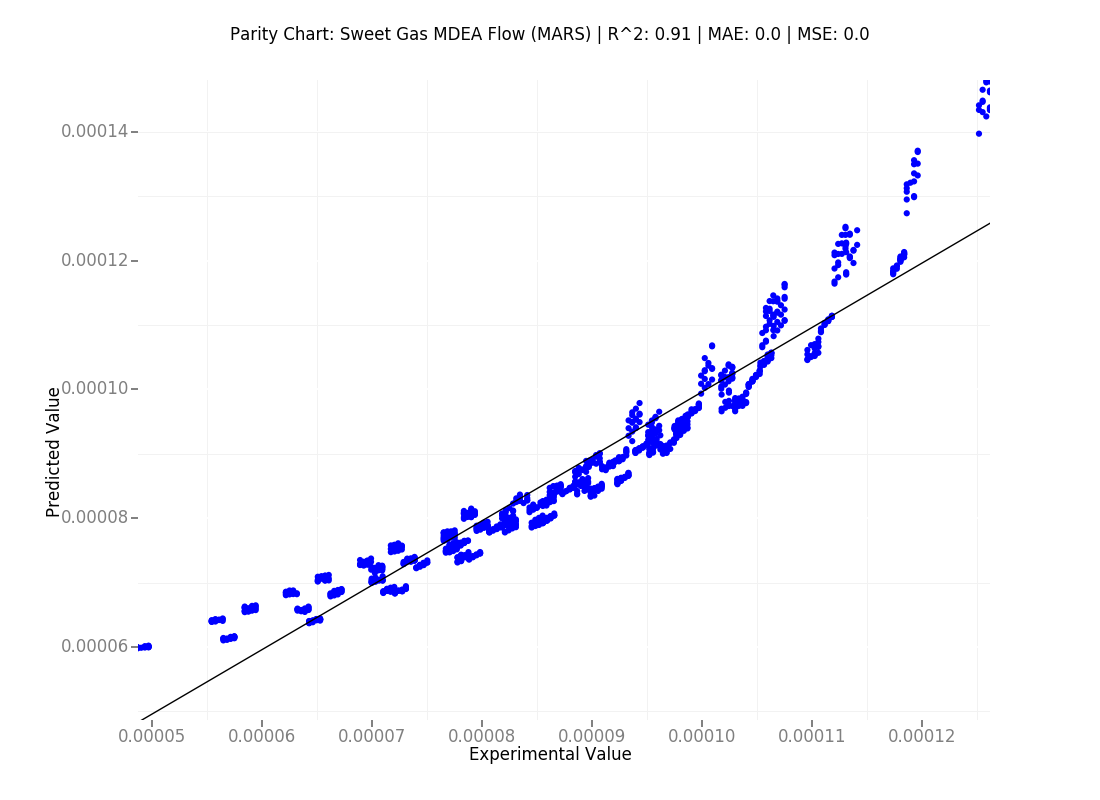 Parity Chart: Sweet Gas MDEA Flow (MARS) | R^2: 0.91 | MAE: 0.0 | MSE: 0.0
0.00014
0.00012
0.00010
0.00008
0.00006
Predicted Value
0.00005 0.00006 0.00007 0.00008 0.00009 0.00010 0.00011 0.00012
Experimental Value